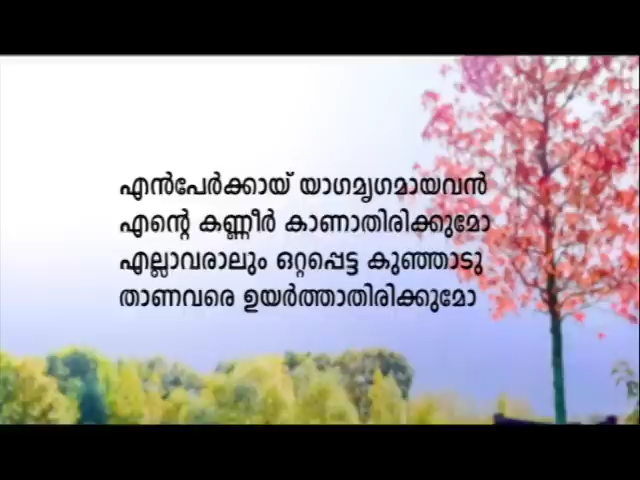 എൻപേർക്കായ് യാഗമൃഗമായവൻ
എന്റെ കണ്ണീർ കാണാതിരിക്കുമോ
എല്ലാവരാലും ഒറ്റപ്പെട്ട കുഞ്ഞാടു
താണവരെ ഉയർത്താതിരിക്കുമോ